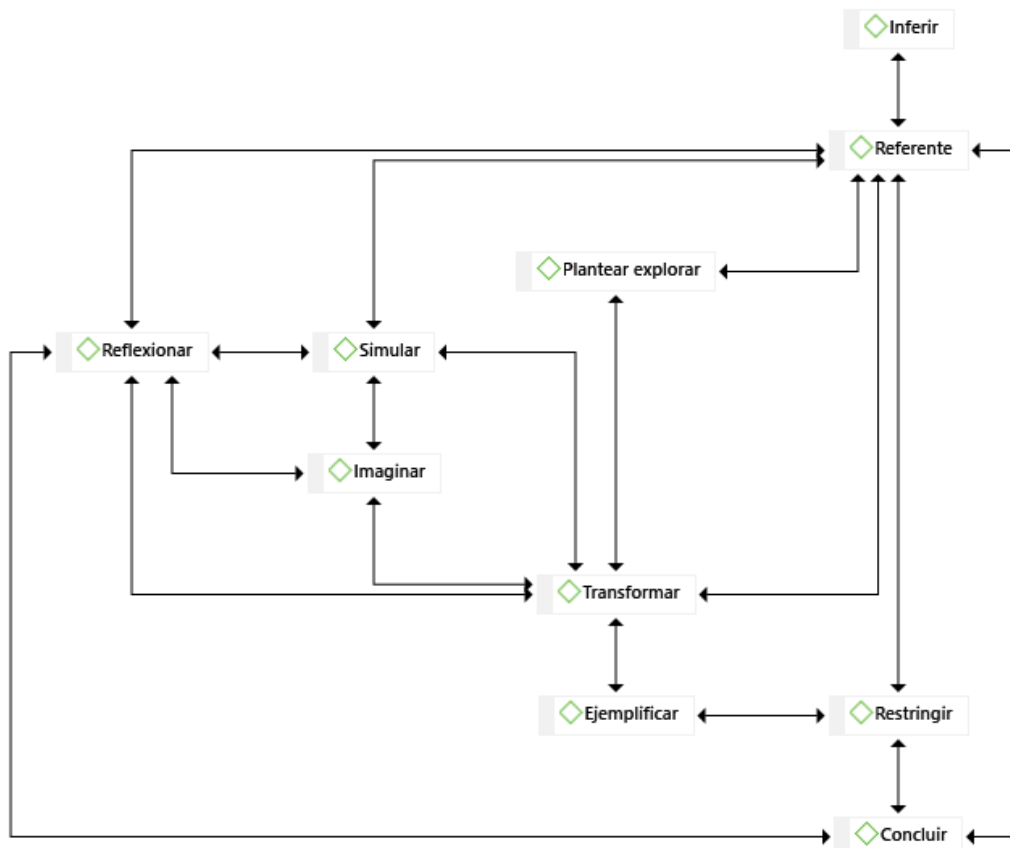 Inferir
Referente
Plantear explorar
Reflexionar
Simular
Imaginar
Transformar
Ejemplificar
Restringir
Concluir